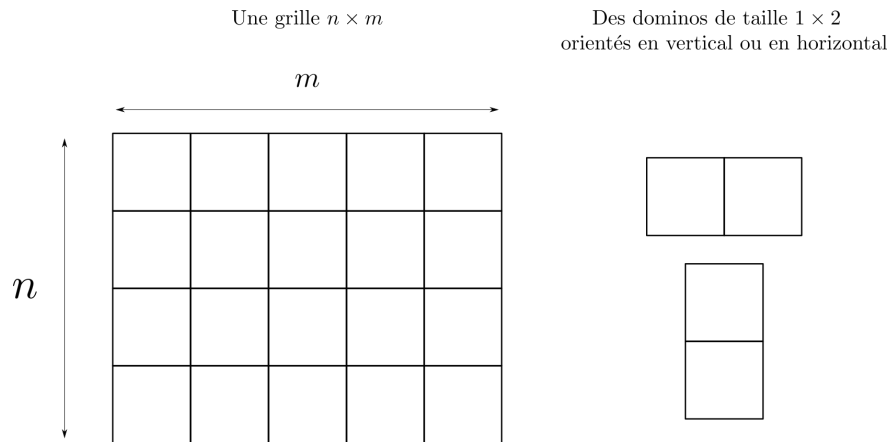 Une grille n × m
Des dominos de taille 1 × 2
orientés en vertical ou en horizontal
m
n